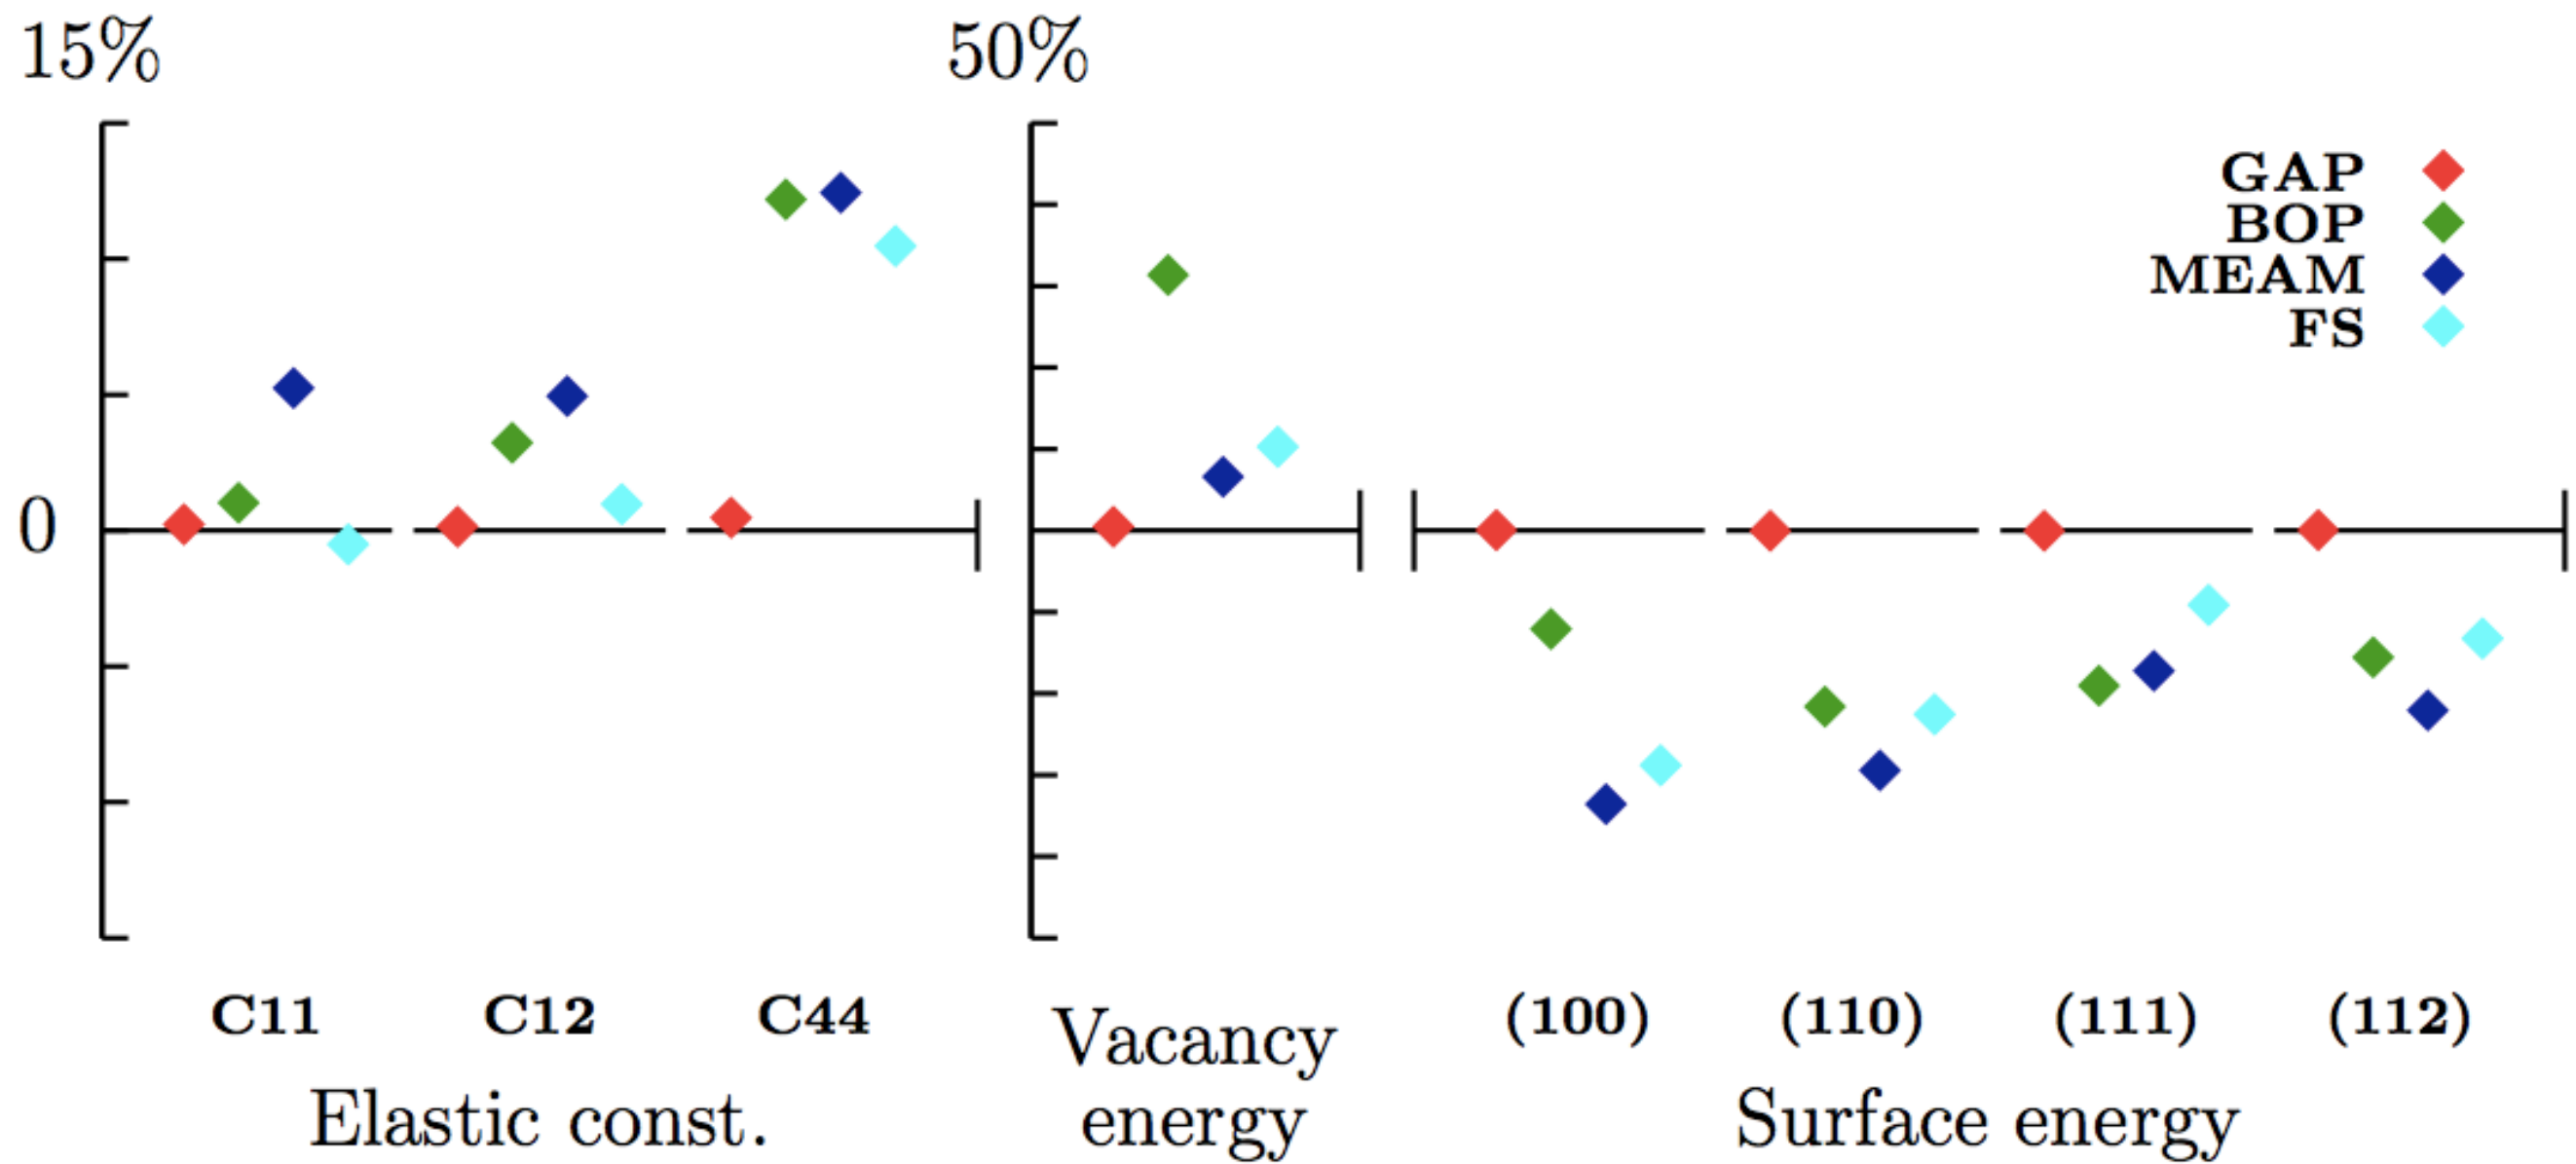 15%
50%
GAP
BOP
MEAM
FS
0
C11 C12 C44
(100) (110) (111) (112)
Vacancy
energy
Elastic const.
Surface energy